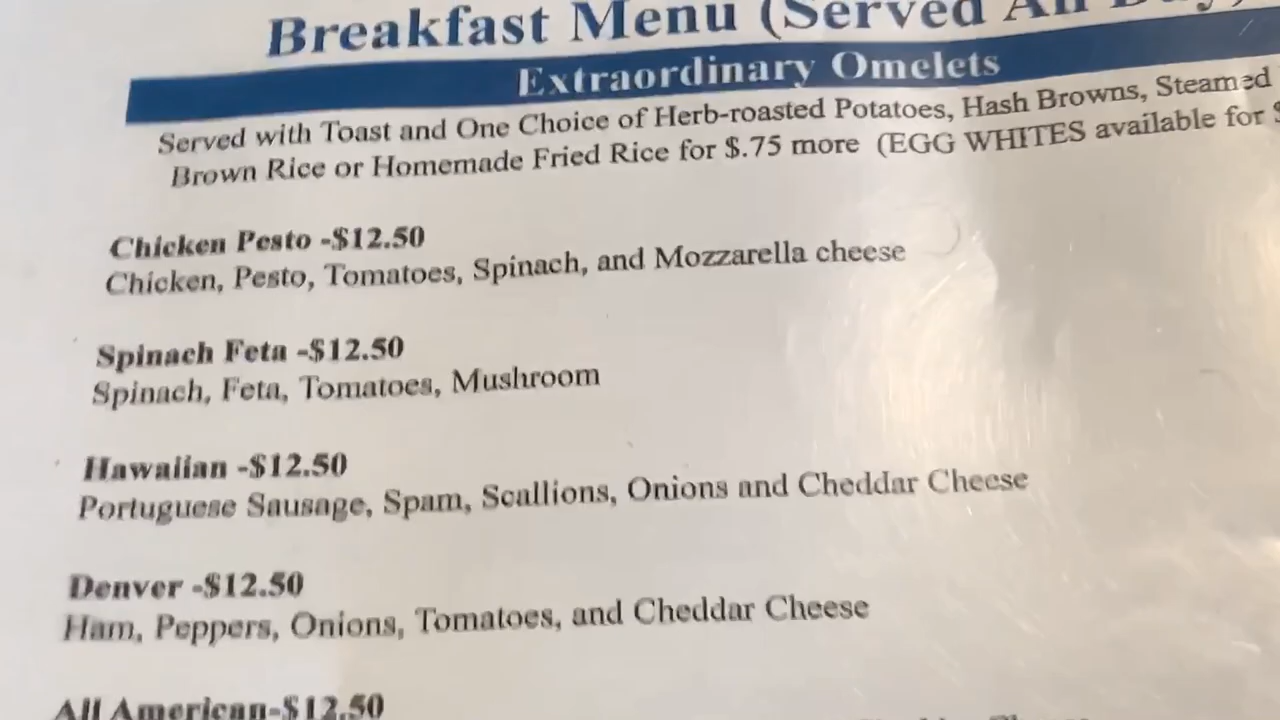 Breakfast Menu (Served All Day)
Extraordinary Omelets
Served with Toast and One Choice of Herb-roasted Potatoes, Hash Browns, Steamed
Brown Rice or Homemade Fried Rice for $.75 more (EGG WHITES available for $
Chicken Pesto -$12.50
Chicken, Pesto, Tomatoes, Spinach, and Mozzarella cheese
Spinach Feta -$12.50
Spinach, Feta, Tomatoes, Mushroom
Hawaiian -$12.50
Portuguese Sausage, Spam, Scallions, Onions and Cheddar Cheese
Denver -$12.50
Ham, Peppers, Onions, Tomatoes, and Cheddar Cheese
All American-$12.50